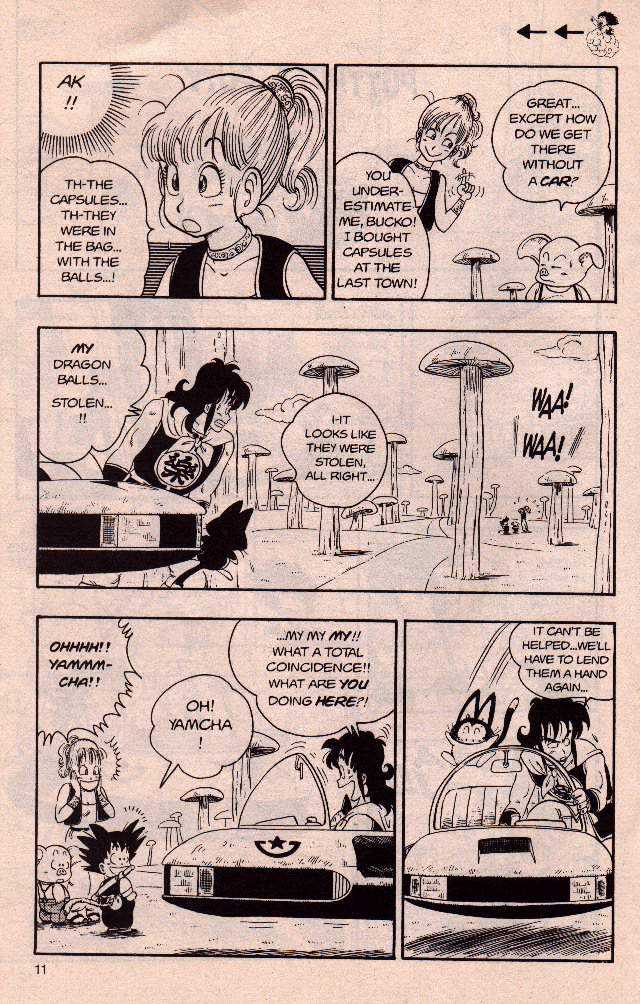 GREAT...
EXCEPT HOW
DO WE GET
THERE
WITHOUT
A CAR?
YOU
UNDER-
ESTIMATE
ME, BUCKO!
I BOUGHT
CAPSULES
AT THE
LAST TOWN!
AK
!!
TH-THE
CAPSULES...
TH-THEY
WERE IN
THE BAG...
WITH THE
BALLS...!
WAA!
WAA!
I-IT
LOOKS LIKE
THEY WERE
STOLEN,
ALL RIGHT...
MY
DRAGON
BALLS...
STOLEN...
!!
樂
IT CAN'T BE
HELPED...WE'LL
HAVE TO LEND
THEM A HAND
AGAIN...
...MY MY MY!!
WHAT A TOTAL
COINCIDENCE!!
WHAT ARE YOU
DOING HERE?!
OH!
YAMCHA
!
OHHHH!!
YAMMM-
CHA!!
11